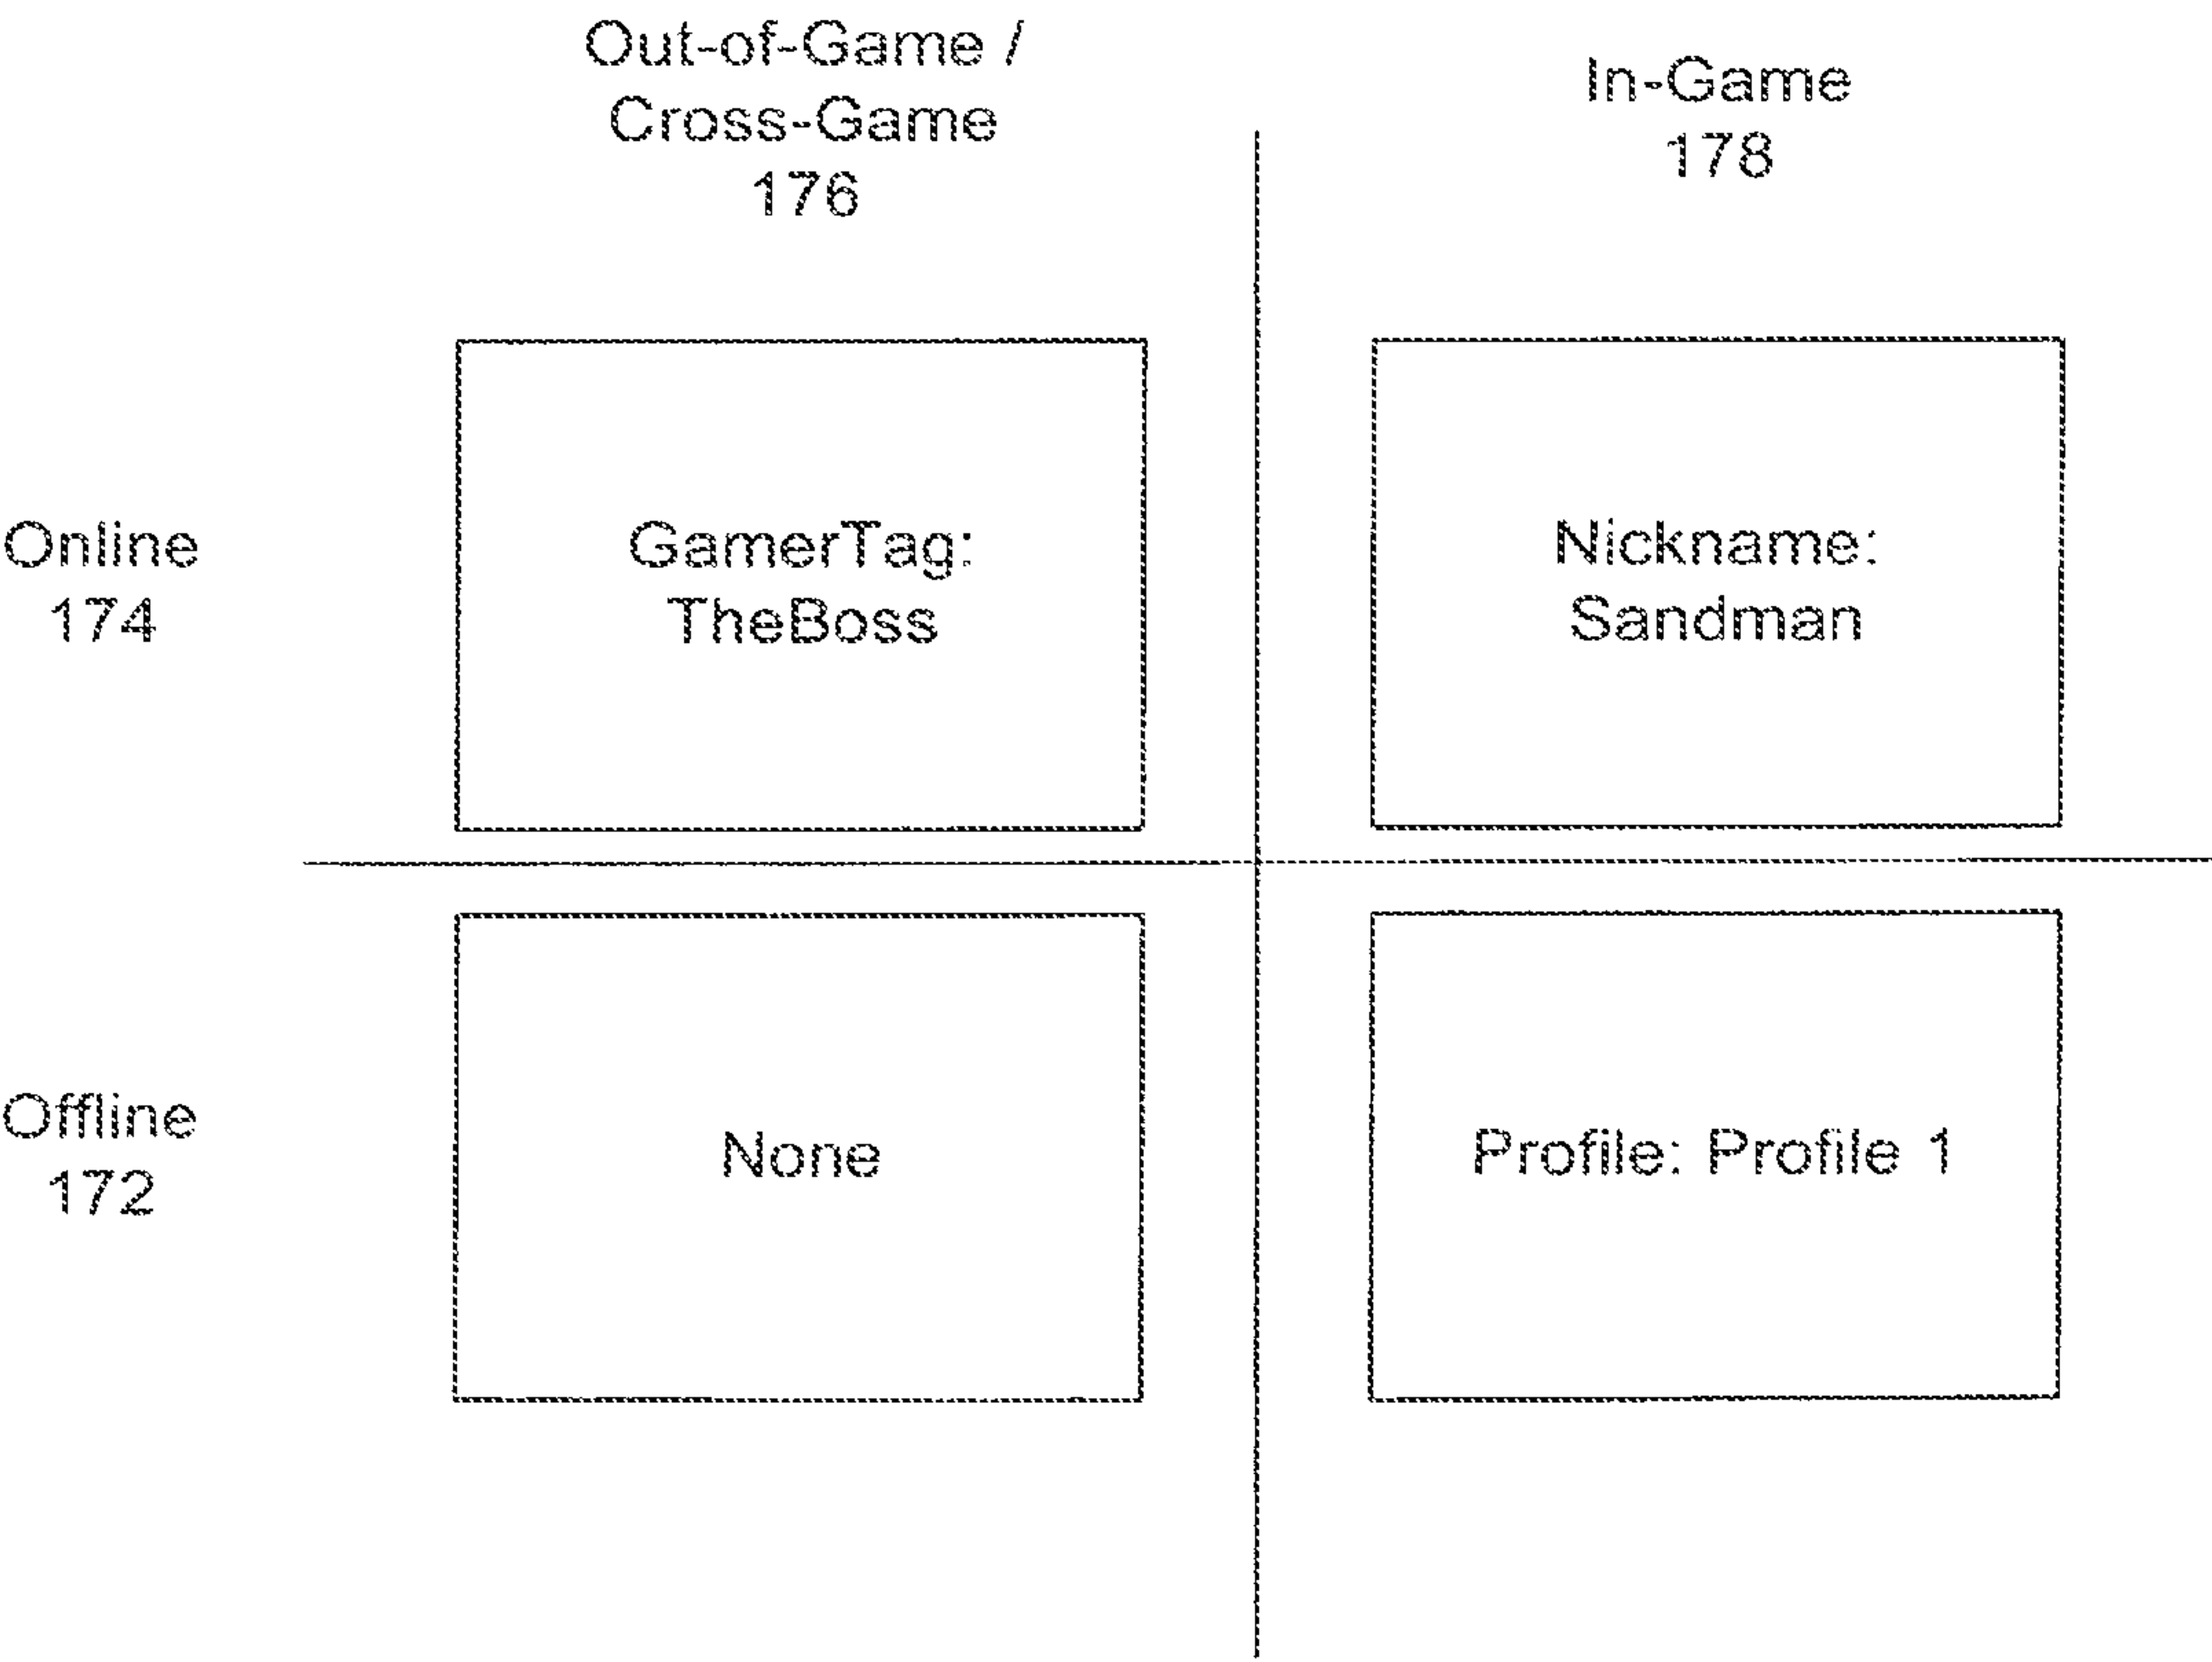 Out-of-Game /
Cross-Game
176
In-Game
178
Online
174
GamerTag:
TheBoss
Nickname:
Sandman
Offline
172
None
Profile: Profile 1